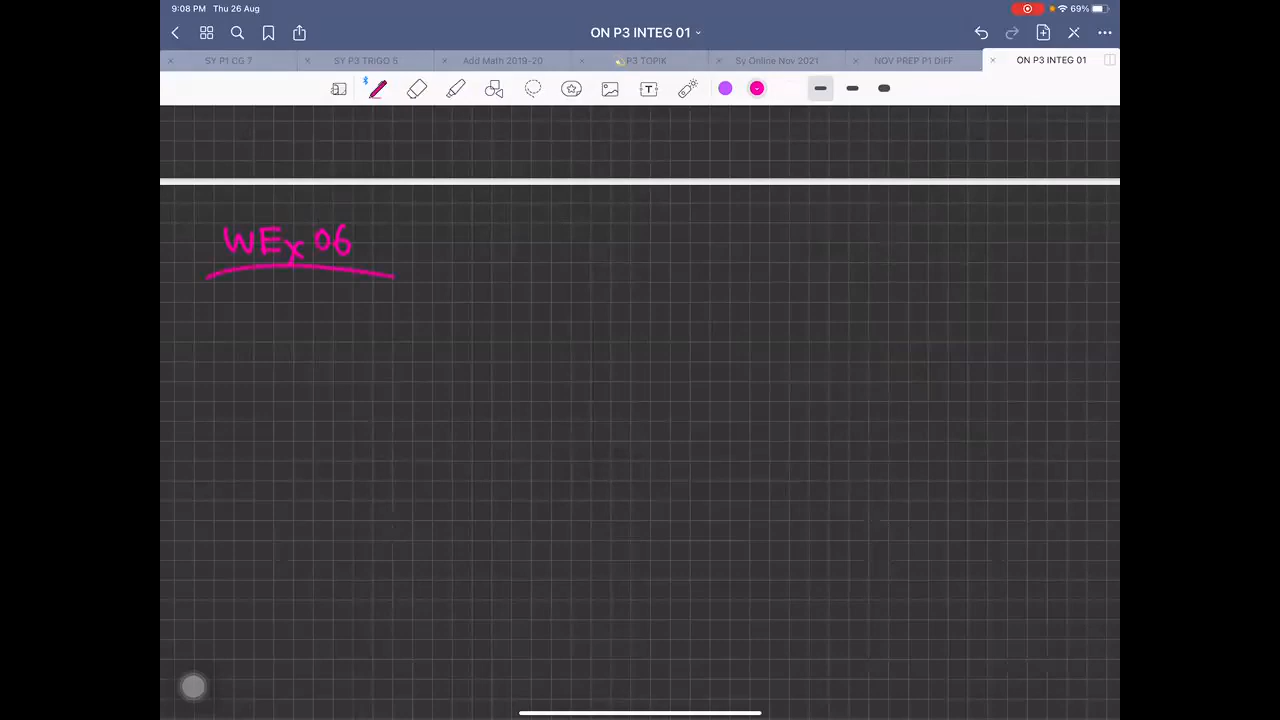 9:08 PM Thu 26 Aug
69%
ON P3 INTEG 01
SY P1 CG 7
SY P3 TRIGO 5
Add Math 2019-20
P3 TOPIK
Sy Online Nov 2021
NOV PREP P1 DIFF
ON P3 INTEG 01
T
WEx 06